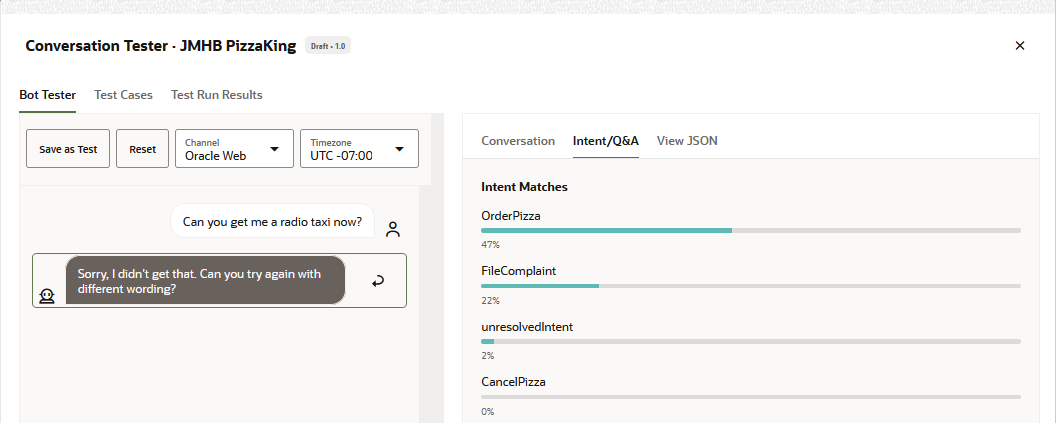 Conversation Tester · JMHB PizzaKing Draft • 1.0
Bot Tester Test Cases Test Run Results
Save as Test
Reset
Channel
Oracle Web
Timezone
UTC -07:00
Can you get me a radio taxi now?
Sorry, I didn't get that. Can you try again with
different wording?
Conversation Intent/Q&A View JSON
Intent Matches
OrderPizza
47%
FileComplaint
22%
unresolvedIntent
2%
CancelPizza
0%